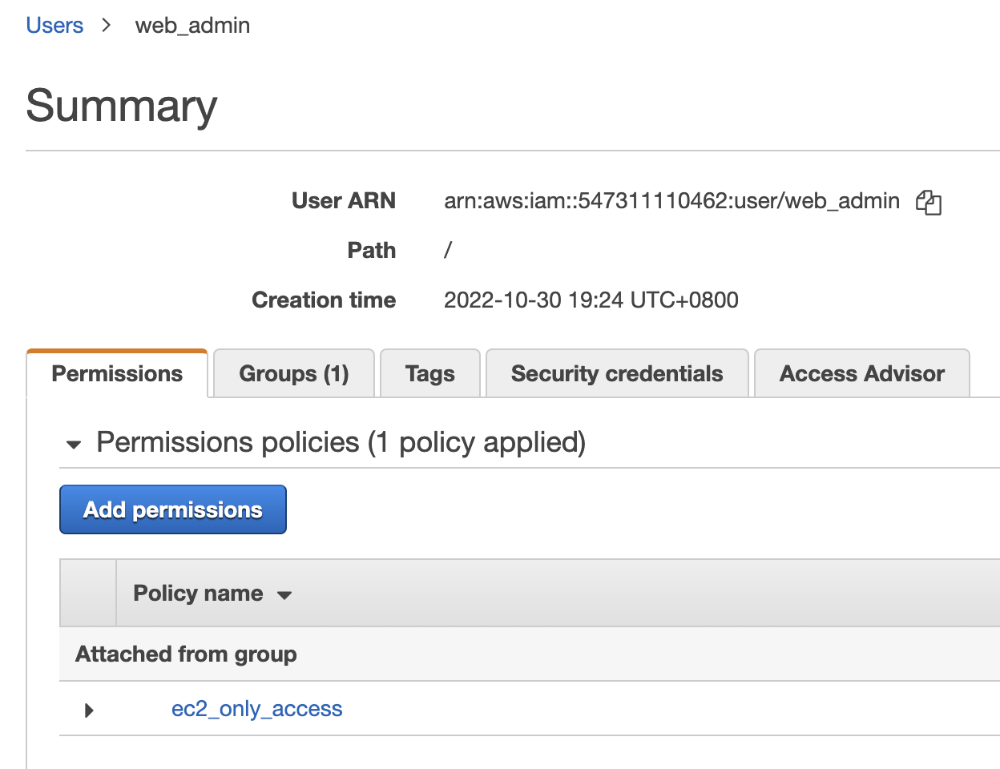 Users > web_admin
Summary
User ARN arn:aws:iam::547311110462:user/web_admin
Path /
Creation time 2022-10-30 19:24 UTC+0800
Permissions Groups (1) Tags Security credentials Access Advisor
Permissions policies (1 policy applied)
Add permissions
Policy name
Attached from group
ec2_only_access